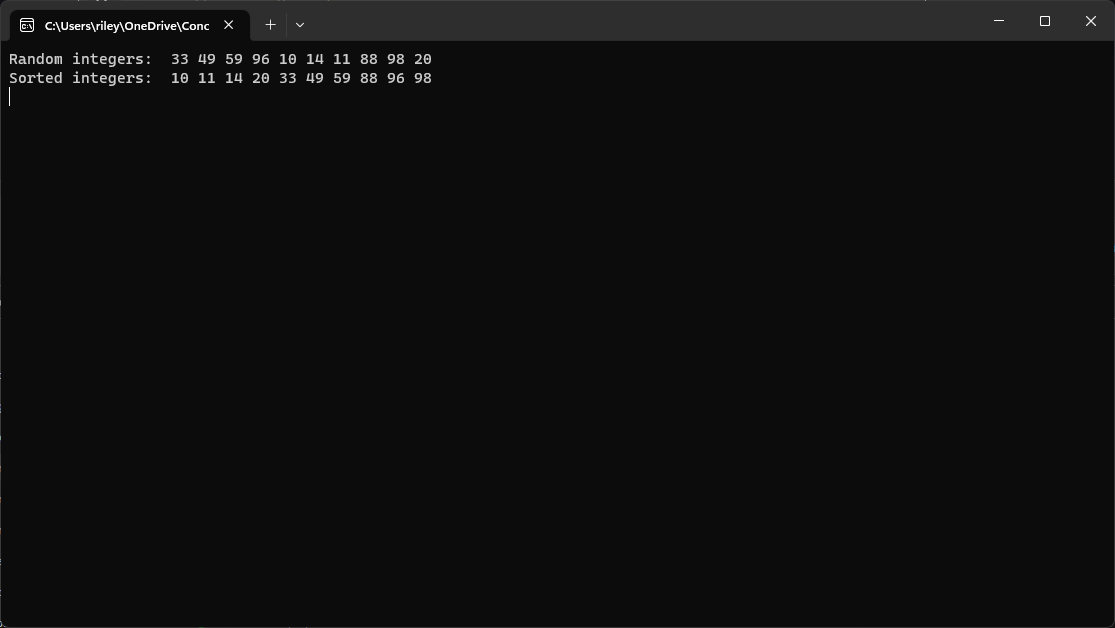 C:\Users\riley\OneDrive\Conc
Random integers:  33 49 59 96 10 14 11 88 98 20
Sorted integers:  10 11 14 20 33 49 59 88 96 98